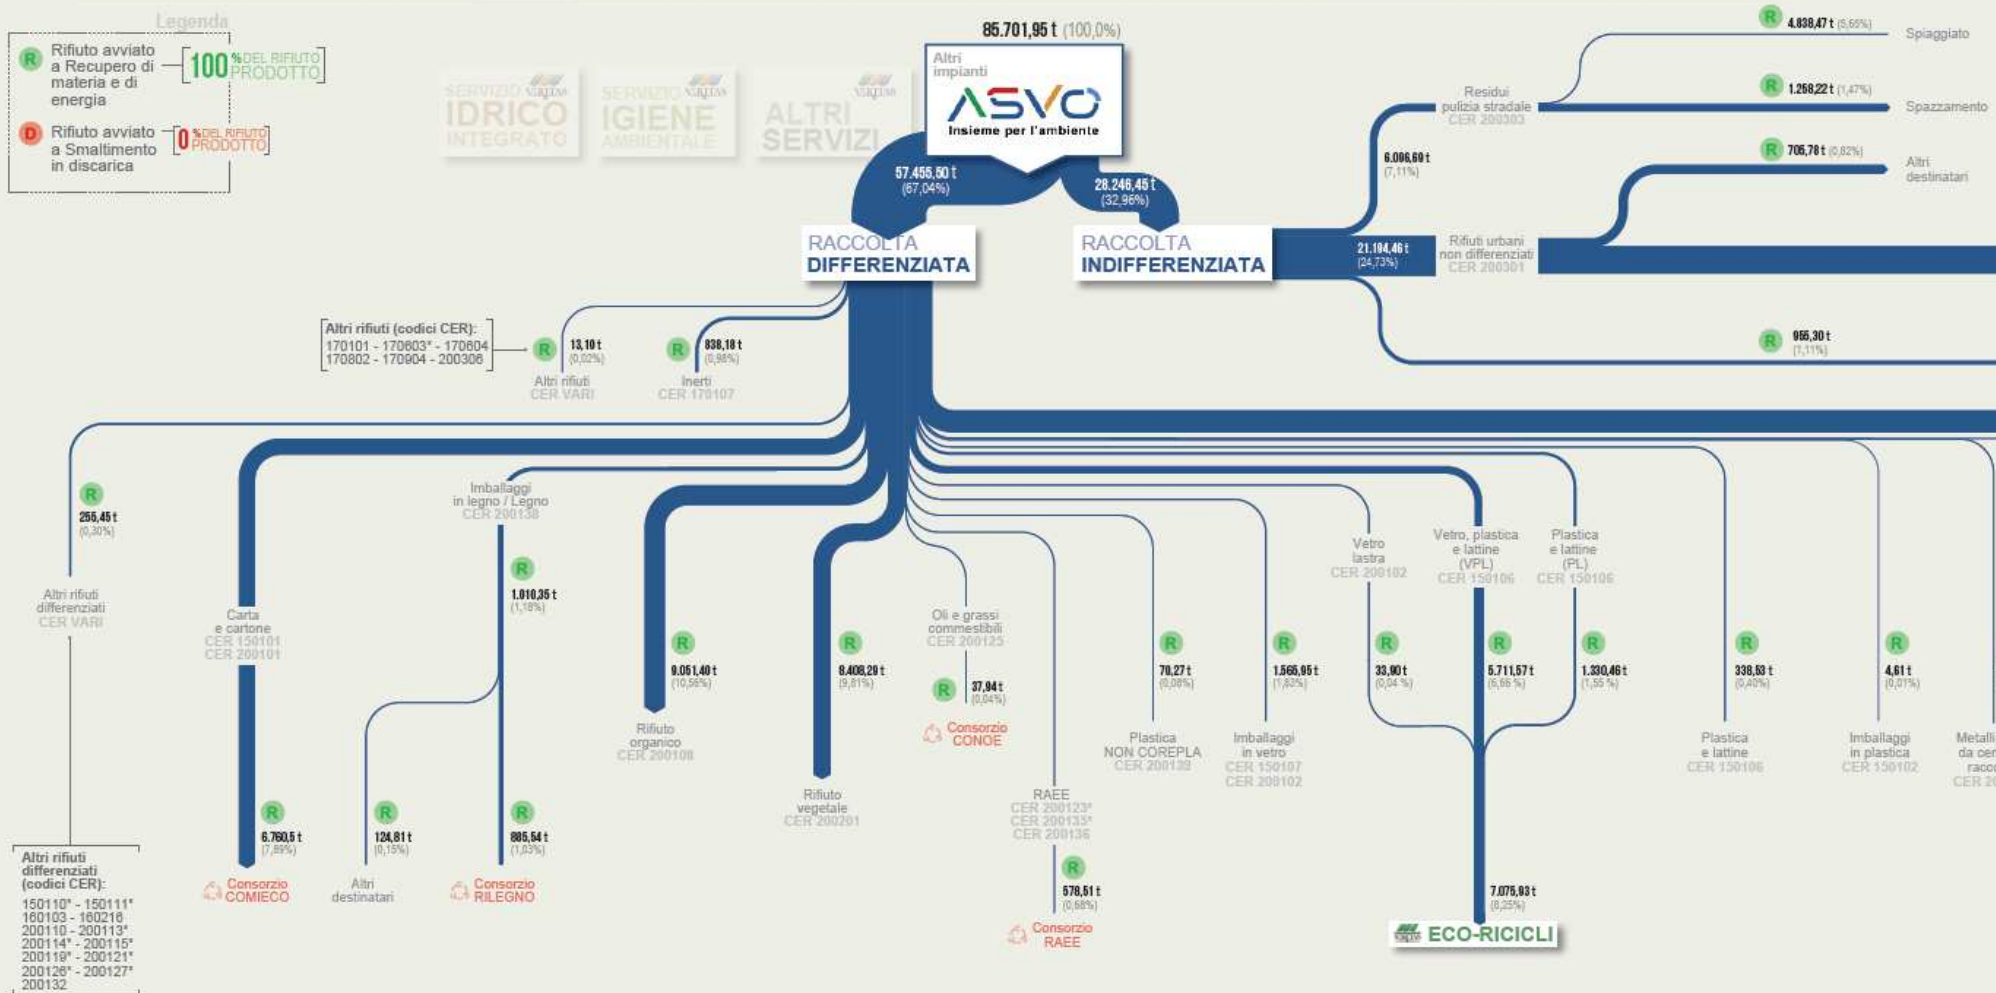 Legenda
R
Rifiuto avviato
a Recupero di
materia e di
energia
100 % DEL RIFIUTO
PRODOTTO
D
Rifiuto avviato
a Smaltimento
in discarica
0 % DEL RIFIUTO
PRODOTTO
SERVIZIO VERITAS
IDRICO
INTEGRATO
SERVIZIO VERITAS
IGIENE
AMBIENTALE
VERITAS
ALTRI
SERVIZI
85.701,95 t (100,0%)
Altri
impianti
ASVO
Insieme per l'ambiente
57.455,50 t
(67,04%)
28.246,45 t
(32,96%)
RACCOLTA
DIFFERENZIATA
RACCOLTA
INDIFFERENZIATA
6.096,69 t
(7,11%)
Residui
pulizia stradale
CER 200303
R 4.838,47 t (5,65%)
Spiaggiato
R 1.258,22 t (1,47%)
Spazzamento
R 706,78 t (0,82%)
Altri
destinatari
21.194,46 t
(24,73%)
Rifiuti urbani
non differenziati
CER 200301
R 955,30 t
(1,11%)
Altri rifiuti (codici CER):
170101 - 170603* - 170604
170802 - 170904 - 200306
R 13,10 t
(0,02%)
Altri rifiuti
CER VARI
R 838,18 t
(0,98%)
Inerti
CER 170107
R
255,45 t
(0,30%)
Altri rifiuti
differenziati
CER VARI
Altri rifiuti
differenziati
(codici CER):
150110* - 150111*
160103 - 160216
200110 - 200113*
200114* - 200115*
200119* - 200121*
200126* - 200127*
200132
Carta
e cartone
CER 150101
CER 200101
R
6.760,5 t
(7,89%)
Consorzio
COMIECO
Imballaggi
in legno / Legno
CER 200138
R
1.010,35 t
(1,18%)
R
124,81 t
(0,15%)
Altri
destinatari
R
885,54 t
(1,03%)
Consorzio
RILEGNO
R
9.051,40 t
(10,56%)
Rifiuto
organico
CER 200108
R
8.408,29 t
(9,81%)
Rifiuto
vegetale
CER 200201
Oli e grassi
commestibili
CER 200125
R 37,94 t
(0,04%)
Consorzio
CONOE
RAEE
CER 200123*
CER 200135*
CER 200136
R
578,51 t
(0,68%)
Consorzio
RAEE
R
70,27 t
(0,08%)
Plastica
NON COREPLA
CER 200139
R
1.565,95 t
(1,83%)
Imballaggi
in vetro
CER 150107
CER 200102
Vetro
lastra
CER 200102
R
33,90 t
(0,04 %)
Vetro, plastica
e lattine
(VPL)
CER 150106
R
5.711,57 t
(6,66 %)
Plastica
e lattine
(PL)
CER 150106
R
1.330,46 t
(1,55 %)
7.075,93 t
(8,25%)
VERITAS ECO-RICICLI
R
338,53 t
(0,40%)
Plastica
e lattine
CER 150106
R
4,61 t
(0,01%)
Imballaggi
in plastica
CER 150102
Metalli
da cen
racco
CER 20